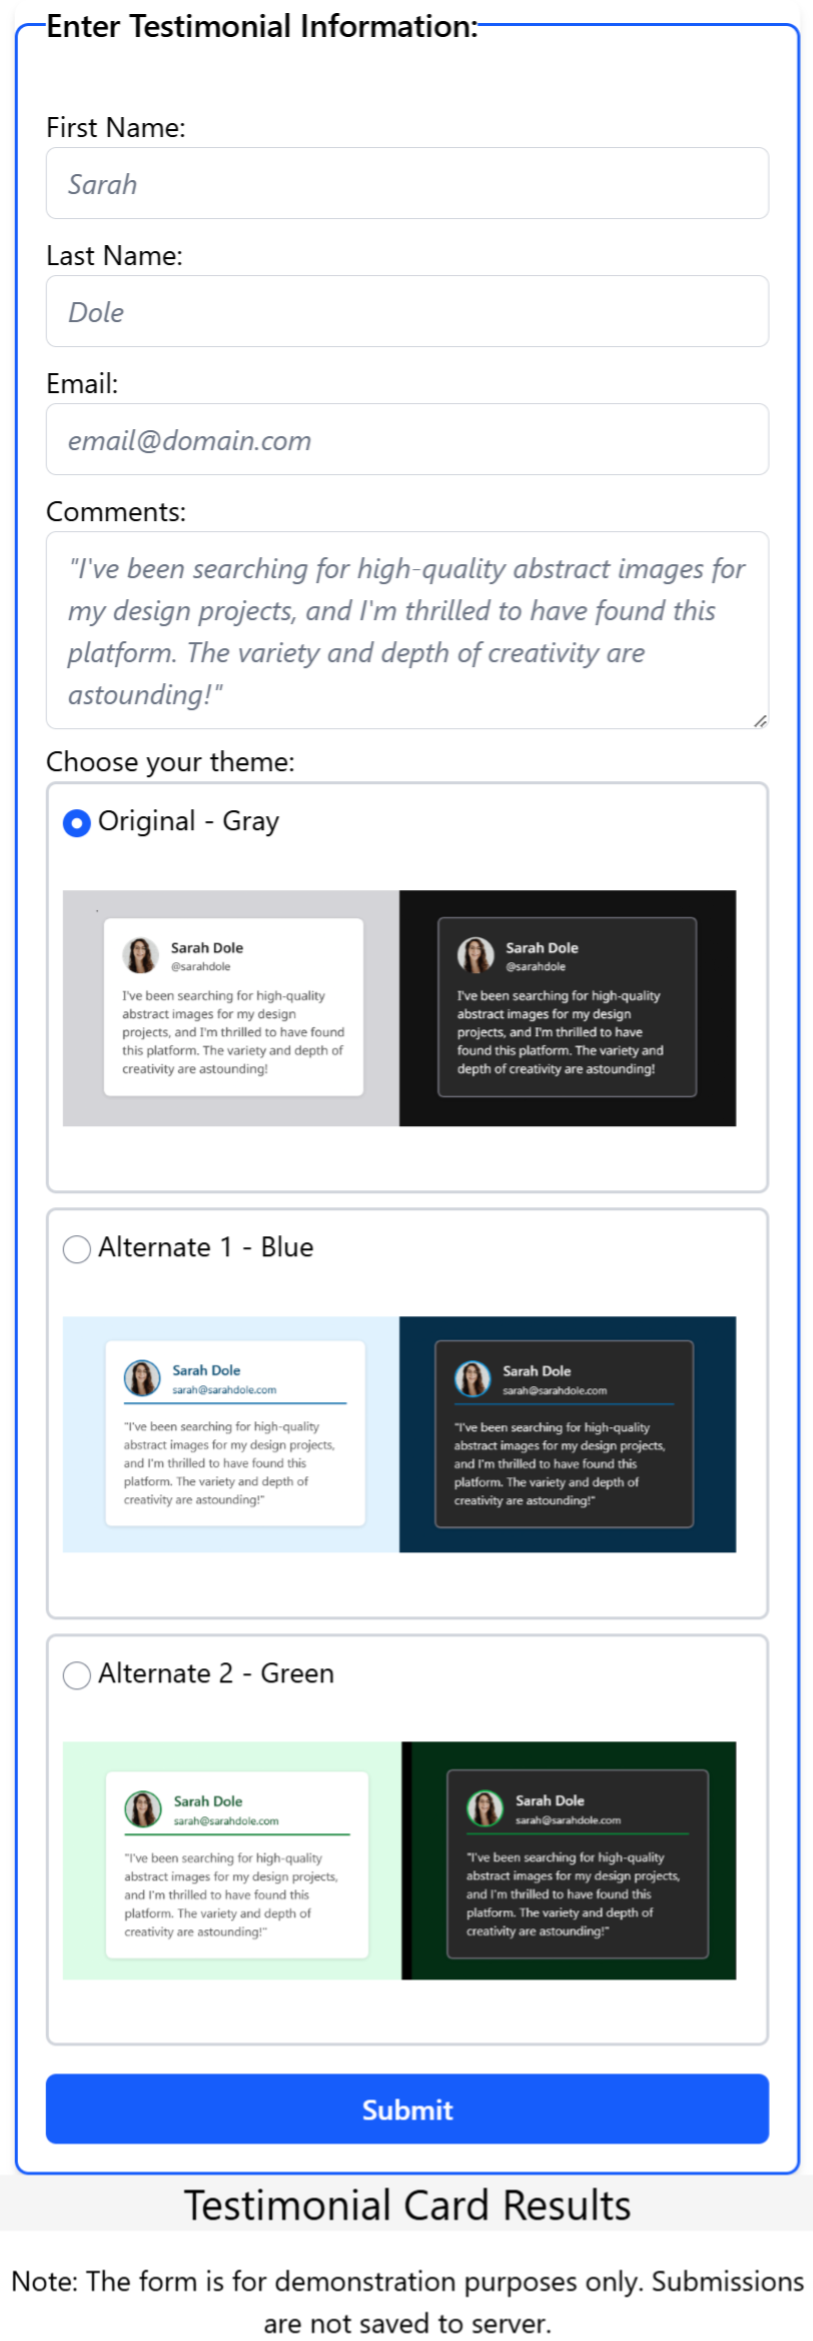 Enter Testimonial Information:
First Name:
Sarah
Last Name:
Dole
Email:
email@domain.com
Comments:
"I've been searching for high-quality abstract images for
my design projects, and I'm thrilled to have found this
platform. The variety and depth of creativity are
astounding!"
Choose your theme:
Original - Gray
Sarah Dole
@sarahdole
I've been searching for high-quality
abstract images for my design
projects, and I'm thrilled to have found
this platform. The variety and depth of
creativity are astounding!
Sarah Dole
@sarahdole
I've been searching for high-quality
abstract images for my design
projects, and I'm thrilled to have
found this platform. The variety and
depth of creativity are astounding!
Alternate 1 - Blue
Sarah Dole
sarah@sarahdole.com
"I've been searching for high-quality
abstract images for my design projects,
and I'm thrilled to have found this
platform. The variety and depth of
creativity are astounding!"
Sarah Dole
sarah@sarahdole.com
"I've been searching for high-quality
abstract images for my design projects,
and I'm thrilled to have found this
platform. The variety and depth of
creativity are astounding!"
Alternate 2 - Green
Sarah Dole
sarah@sarahdole.com
"I've been searching for high-quality
abstract images for my design projects,
and I'm thrilled to have found this
platform. The variety and depth of
creativity are astounding!"
Sarah Dole
sarah@sarahdole.com
"I've been searching for high-quality
abstract images for my design projects,
and I'm thrilled to have found this
platform. The variety and depth of
creativity are astounding!"
Submit
Testimonial Card Results
Note: The form is for demonstration purposes only. Submissions
are not saved to server.